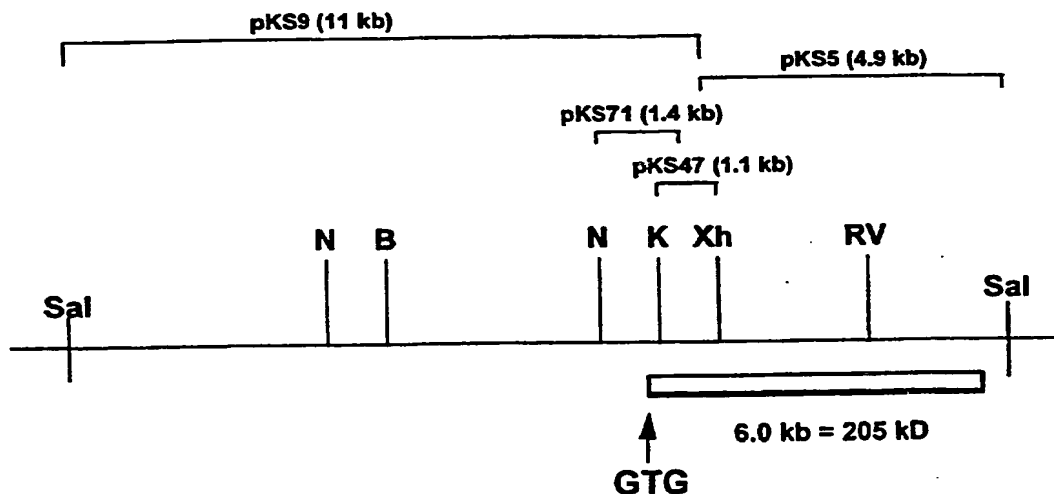 pKS9 (11 kb)
pKS5 (4.9 kb)
pKS71 (1.4 kb)
pKS47 (1.1 kb)
N B N K Xh RV
Sal Sal
6.0 kb = 205 kD
GTG